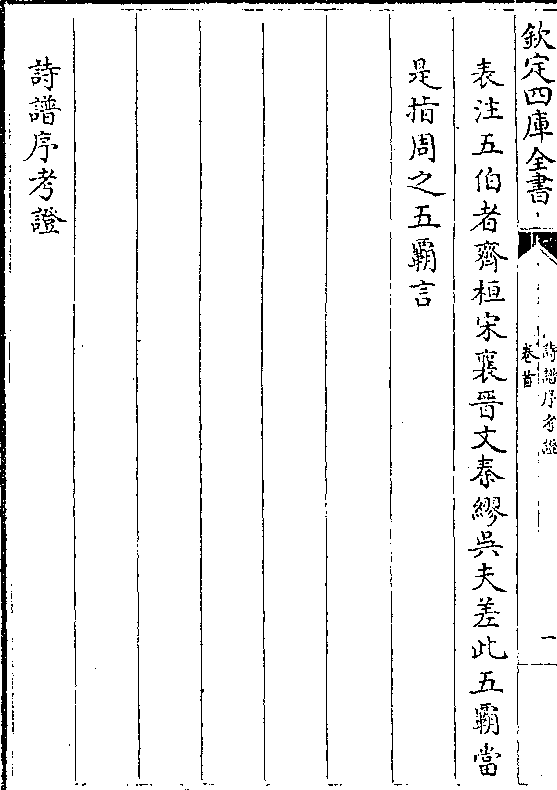 欽定四庫全書
詩譜序考證
卷首
一
表注五伯者齊桓宋襄晉文秦繆吳夫差此五霸當
是指周之五霸言
詩譜序考證